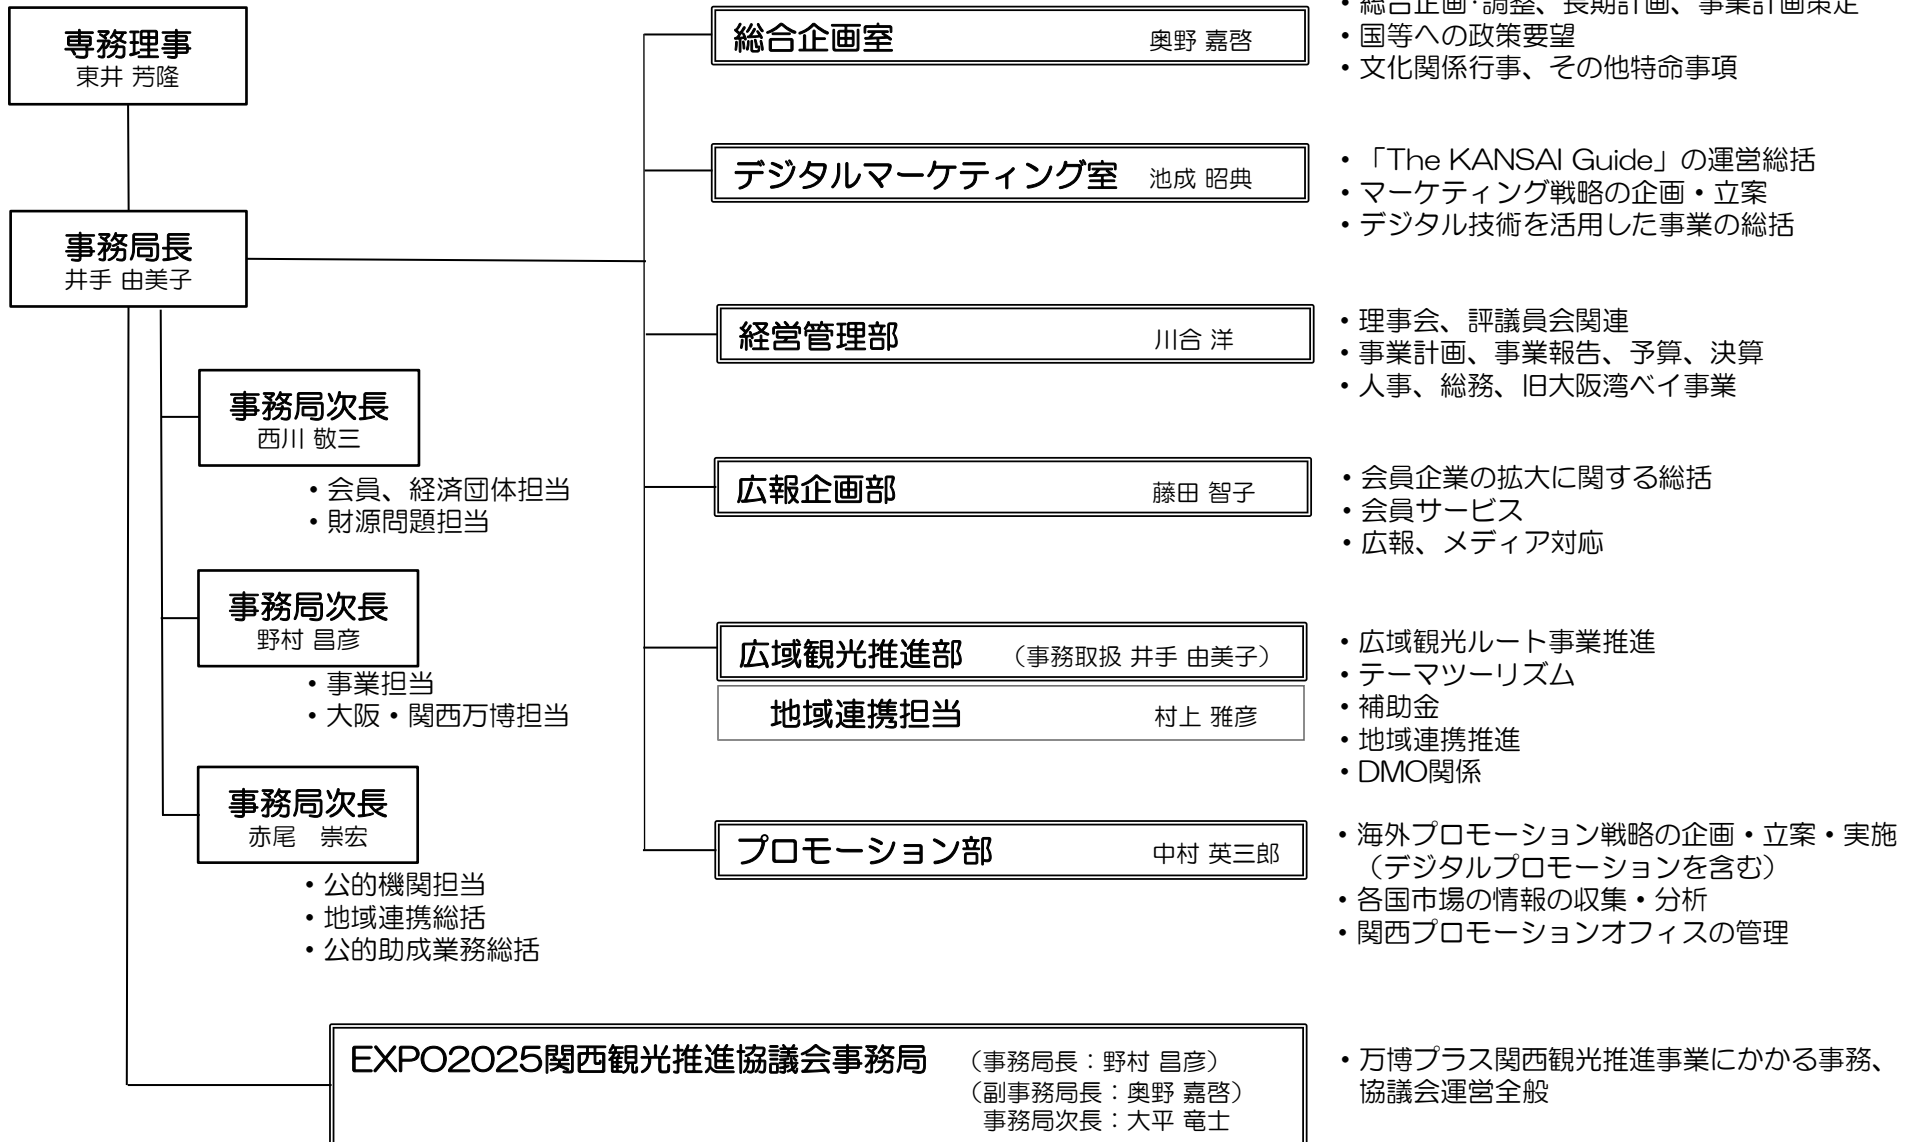 専務理事
東井 芳隆
事務局長
井手 由美子
事務局次長
西川 敬三
・会員、経済団体担当
・財源問題担当
事務局次長
野村 昌彦
・事業担当
・大阪・関西万博担当
事務局次長
赤尾　崇宏
・公的機関担当
・地域連携総括
・公的助成業務総括
総合企画室 奥野 嘉啓
・総合企画･調整、長期計画、事業計画策定
・国等への政策要望
・文化関係行事、その他特命事項
デジタルマーケティング室 池成 昭典
・「The KANSAI Guide」の運営総括
・マーケティング戦略の企画・立案
・デジタル技術を活用した事業の総括
経営管理部 川合 洋
・理事会、評議員会関連
・事業計画、事業報告、予算、決算
・人事、総務、旧大阪湾ベイ事業
広報企画部 藤田 智子
・会員企業の拡大に関する総括
・会員サービス
・広報、メディア対応
広域観光推進部 （事務取扱 井手 由美子）
地域連携担当 村上 雅彦
・広域観光ルート事業推進
・テーマツーリズム
・補助金
・地域連携推進
・DMO関係
プロモーション部 中村 英三郎
・海外プロモーション戦略の企画・立案・実施
（デジタルプロモーションを含む）
・各国市場の情報の収集・分析
・関西プロモーションオフィスの管理
EXPO2025関西観光推進協議会事務局 （事務局長：野村 昌彦）
（副事務局長：奥野 嘉啓）
事務局次長：大平 竜士
・万博プラス関西観光推進事業にかかる事務、
協議会運営全般